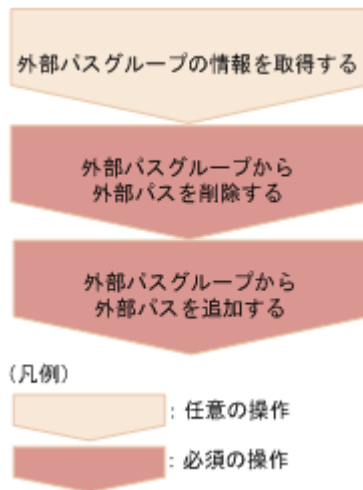 外部パスグループの情報を取得する
外部パスグループから
外部パスを削除する
外部パスグループから
外部パスを追加する
(凡例)
: 任意の操作
: 必須の操作